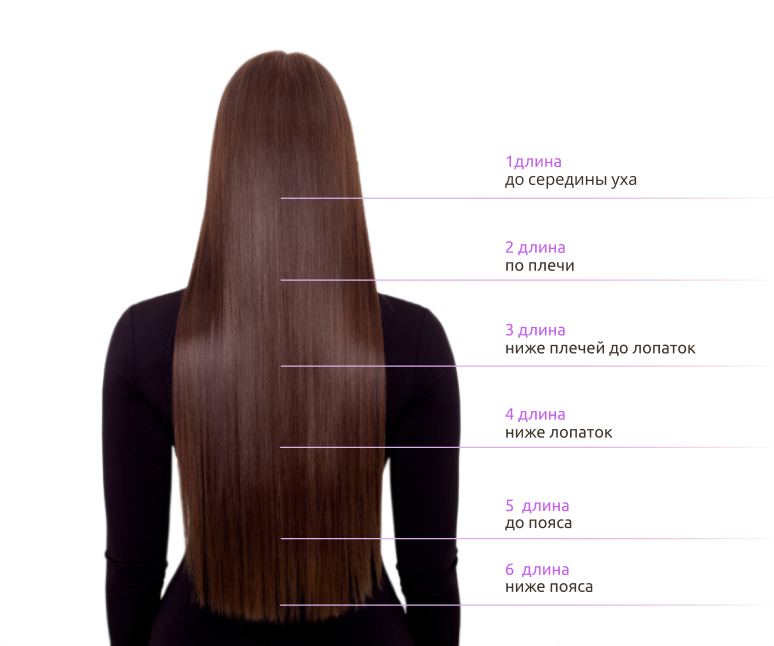 1длина
до середины уха
2 длина
по плечи
3 длина
ниже плечей до лопаток
4 длина
ниже лопаток
5 длина
до пояса
6 длина
ниже пояса